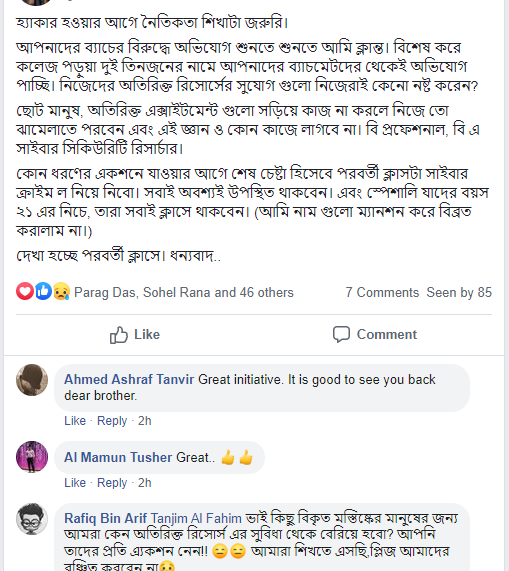 হ্যাকার হওয়ার আগে নৈতিকতা শিখাটা জরুরি।
আপনাদের ব্যাচের বিরুদ্ধে অভিযোগ শুনতে শুনতে আমি ক্লান্ত। বিশেষ করে
কলেজ পড়ুয়া দুই তিনজনের নামে আপনাদের ব্যাচমেটদের থেকেই অভিযোগ
পাচ্ছি। নিজেদের অতিরিক্ত রিসোর্সের সুযোগ গুলো নিজেরাই কেনো নষ্ট করেন?
ছোট মানুষ, অতিরিক্ত এক্সাইটমেন্ট গুলো সড়িয়ে কাজ না করলে নিজে তো
ঝামেলাতে পরবেন এবং এই জ্ঞান ও কোন কাজে লাগবে না। বি প্রফেশনাল, বি এ
সাইবার সিকিউরিটি রিসার্চার।
কোন ধরণের একশনে যাওয়ার আগে শেষ চেষ্টা হিসেবে পরবর্তী ক্লাসটা সাইবার
ক্রাইম ল নিয়ে নিবো। সবাই অবশ্যই উপস্থিত থাকবেন। এবং স্পেশালি যাদের বয়স
২১ এর নিচে, তারা সবাই ক্লাসে থাকবেন। (আমি নাম গুলো ম্যানশন করে বিব্রত
করালাম না।)
দেখা হচ্ছে পরবর্তী ক্লাসে। ধন্যবাদ..
Parag Das, Sohel Rana and 46 others 7 Comments Seen by 85
Like Comment
Ahmed Ashraf Tanvir Great initiative. It is good to see you back
dear brother.
Like · Reply · 2h
Al Mamun Tusher Great.. 👍👍
Like · Reply · 2h
Rafiq Bin Arif Tanjim Al Fahim ভাই কিছু বিকৃত মস্তিষ্কের মানুষের জন্য
আমরা কেন অতিরিক্ত রিসোর্স এর সুবিধা থেকে বেরিয়ে হবো? আপনি
তাদের প্রতি এ্যকশন নেন!! 😑😑 আমারা শিখতে এসছি,প্লিজ আমাদের
বঞ্চিত করবেন না😥